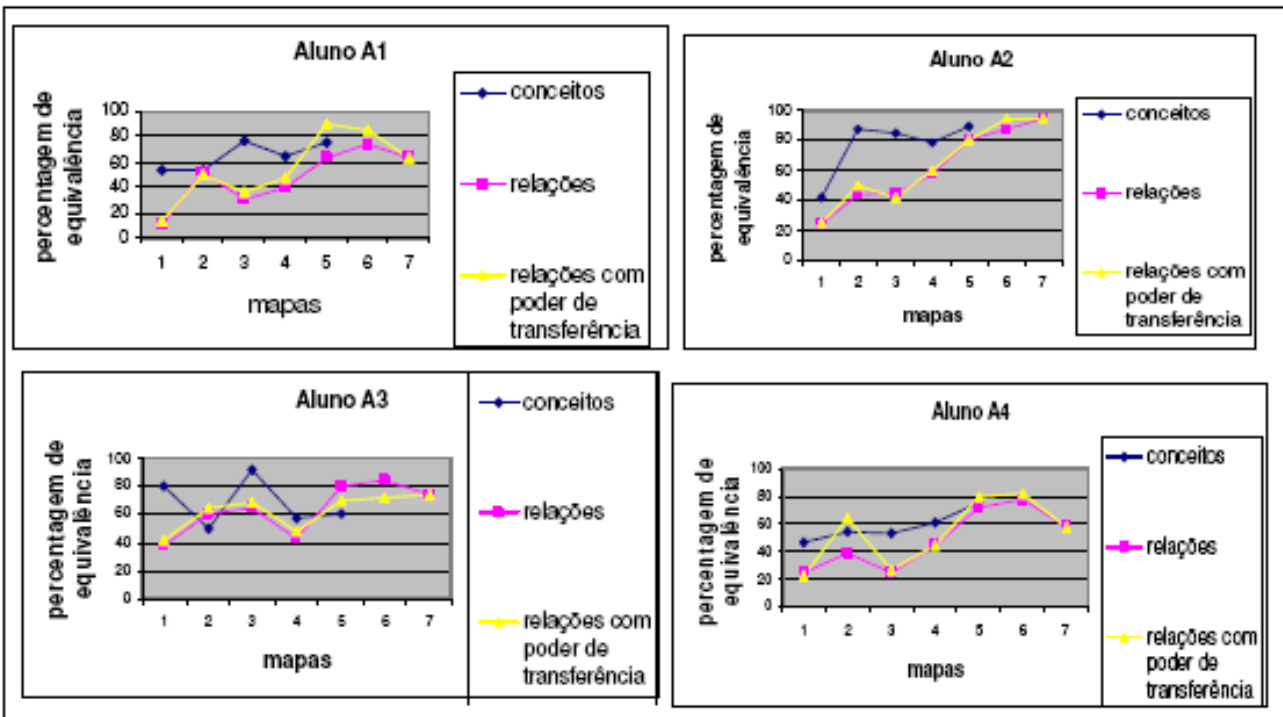 Aluno A1
percentagem de
equivalência
100
80
60
40
20
0
1 2 3 4 5 6 7
mapas
conceitos
relações
relações com
poder de
transferência
Aluno A2
percentagem de
equivalência
100
80
60
40
20
0
1 2 3 4 5 6 7
mapas
conceitos
relações
relações com
poder de
transferência
Aluno A3
percentagem de
equivalência
100
80
60
40
20
0
1 2 3 4 5 6 7
mapas
conceitos
relações
relações com
poder de
transferência
Aluno A4
percentagem de
equivalência
100
80
60
40
20
0
1 2 3 4 5 6 7
mapas
conceitos
relações
relações com
poder de
transferência